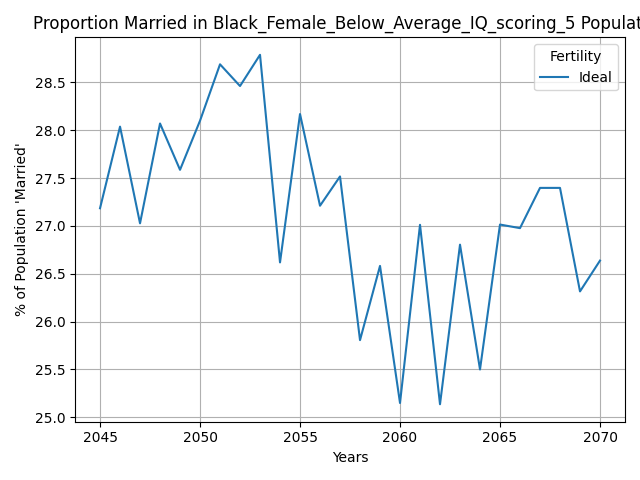 Proportion Married in Black_Female_Below_Average_IQ_scoring_5 Populat
Fertility
Ideal
28.5
28.0
27.5
27.0
26.5
26.0
25.5
25.0
% of Population 'Married'
2045 2050 2055 2060 2065 2070
Years